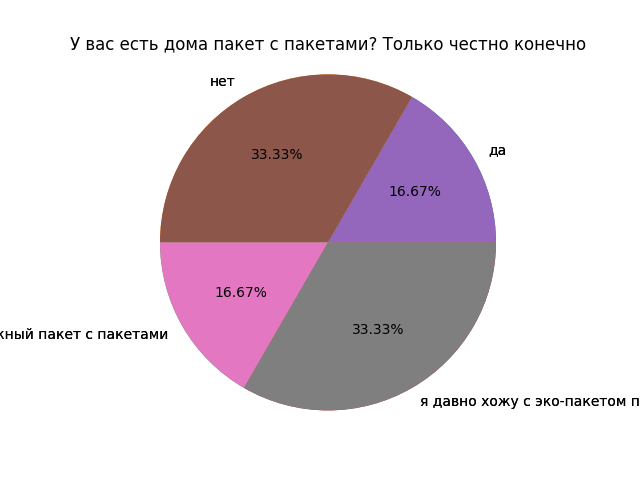 У вас есть дома пакет с пакетами? Только честно конечно
нет
да
33.33%
16.67%
16.67%
33.33%
пакет с пакетами
я давно хожу с эко-пакетом